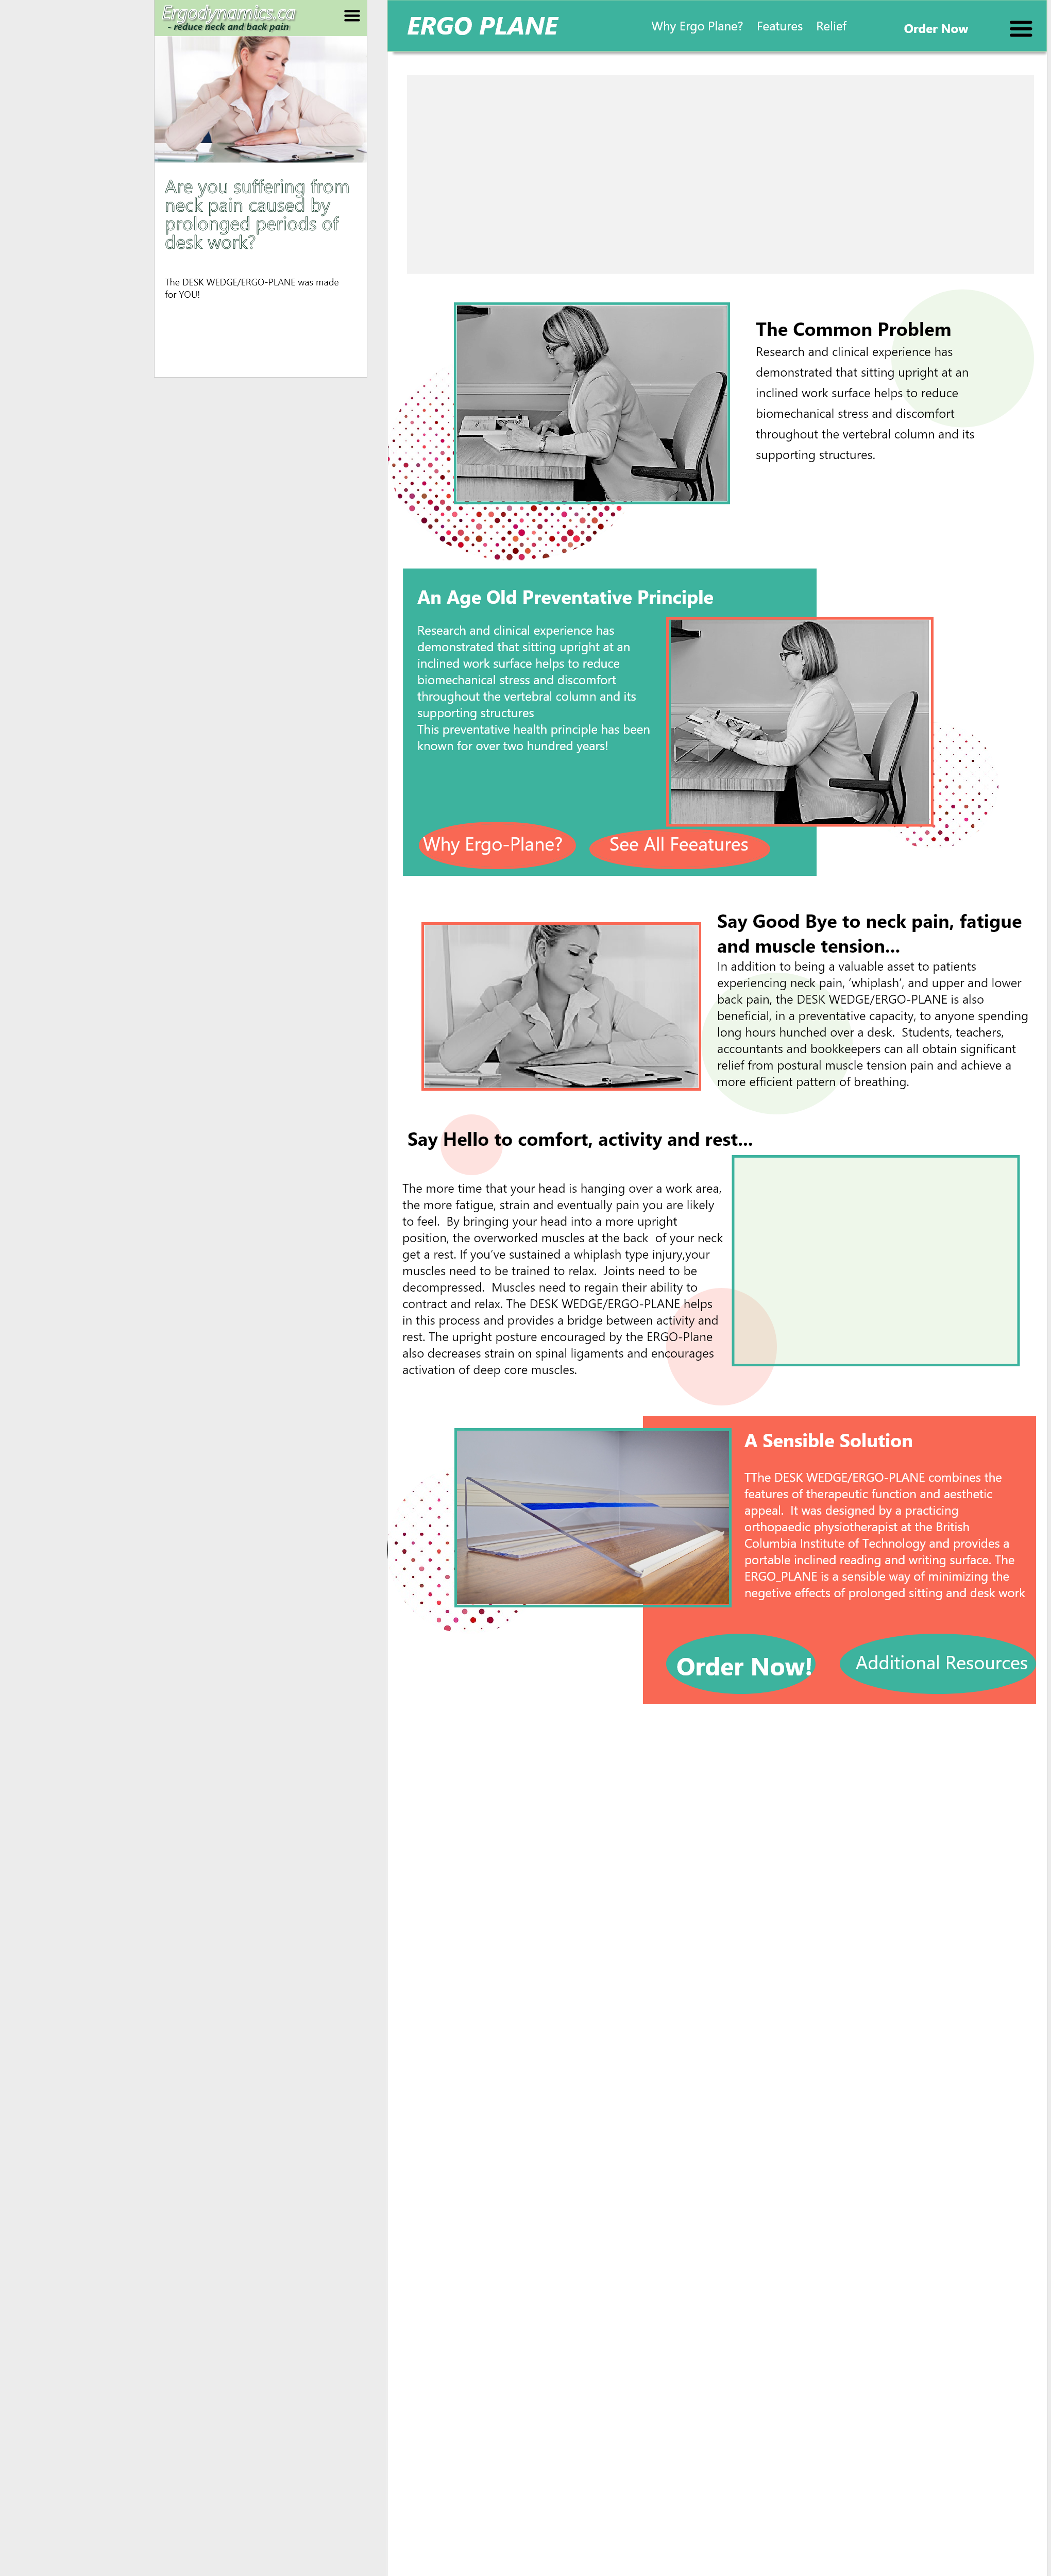 Ergodynamics.ca
- reduce neck and back pain
Are you suffering from
neck pain caused by
prolonged periods of
desk work?
The DESK WEDGE/ERGO-PLANE was made
for YOU!
ERGO PLANE
Why Ergo Plane? Features Relief
Order Now
The Common Problem
Research and clinical experience has
demonstrated that sitting upright at an
inclined work surface helps to reduce
biomechanical stress and discomfort
throughout the vertebral column and its
supporting structures.
An Age Old Preventative Principle
Research and clinical experience has
demonstrated that sitting upright at an
inclined work surface helps to reduce
biomechanical stress and discomfort
throughout the vertebral column and its
supporting structures
This preventative health principle has been
known for over two hundred years!
Why Ergo-Plane?
See All Feeatures
Say Good Bye to neck pain, fatigue
and muscle tension...
In addition to being a valuable asset to patients
experiencing neck pain, ‘whiplash’, and upper and lower
back pain, the DESK WEDGE/ERGO-PLANE is also
beneficial, in a preventative capacity, to anyone spending
long hours hunched over a desk.  Students, teachers,
accountants and bookkeepers can all obtain significant
relief from postural muscle tension pain and achieve a
more efficient pattern of breathing.
Say Hello to comfort, activity and rest...
The more time that your head is hanging over a work area,
the more fatigue, strain and eventually pain you are likely
to feel.  By bringing your head into a more upright
position, the overworked muscles at the back  of your neck
get a rest. If you’ve sustained a whiplash type injury,your
muscles need to be trained to relax.  Joints need to be
decompressed.  Muscles need to regain their ability to
contract and relax. The DESK WEDGE/ERGO-PLANE helps
in this process and provides a bridge between activity and
rest. The upright posture encouraged by the ERGO-Plane
also decreases strain on spinal ligaments and encourages
activation of deep core muscles.
A Sensible Solution
TThe DESK WEDGE/ERGO-PLANE combines the
features of therapeutic function and aesthetic
appeal.  It was designed by a practicing
orthopaedic physiotherapist at the British
Columbia Institute of Technology and provides a
portable inclined reading and writing surface. The
ERGO_PLANE is a sensible way of minimizing the
negetive effects of prolonged sitting and desk work
Order Now!
Additional Resources